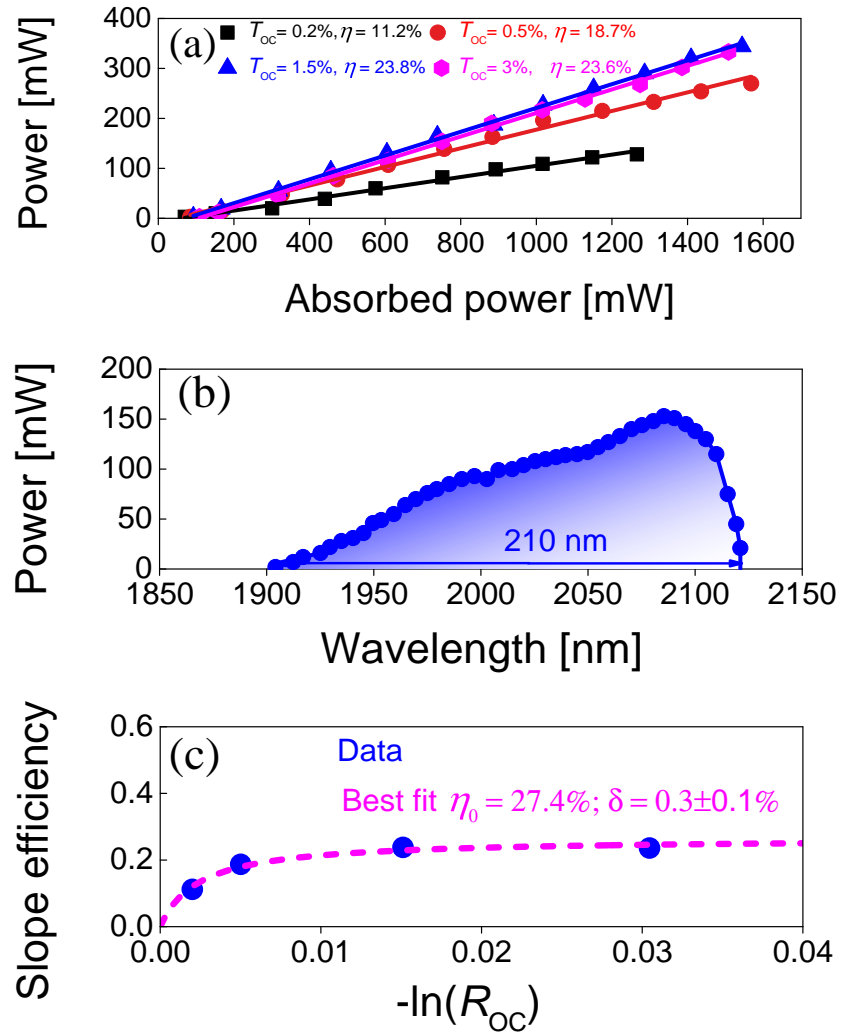 (a)
T_OC = 0.2%, η = 11.2% T_OC = 0.5%, η = 18.7%
T_OC = 1.5%, η = 23.8% T_OC = 3%, η = 23.6%
Power [mW]
400
300
200
100
0
0 200 400 600 800 1000 1200 1400 1600
Absorbed power [mW]
(b)
Power [mW]
200
150
100
50
0
210 nm
1850 1900 1950 2000 2050 2100 2150
Wavelength [nm]
(c)
Slope efficiency
0.6
0.4
0.2
0.0
Data
Best fit η₀ = 27.4%; δ = 0.3±0.1%
0.00 0.01 0.02 0.03 0.04
-ln(R_OC)